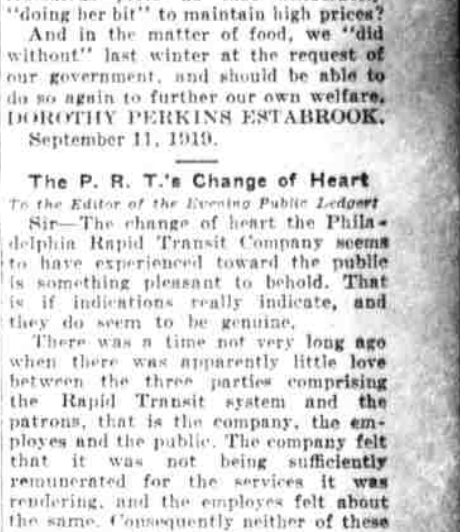 "doing her bit" to maintain high prices?
And in the matter of food, we "did
without" last winter at the request of
our government, and should be able to
do so again to further our own welfare.
DOROTHY PERKINS ESTABROOK.
September 11, 1919.
The P. R. T.'s Change of Heart
To the Editor of the Evening Public Ledger:
Sir—The change of heart the Phila-
delphia Rapid Transit Company seems
to have experienced toward the public
is something pleasant to behold. That
is if indications really indicate, and
they do seem to be genuine.
There was a time not very long ago
when there was apparently little love
between the three parties comprising
the Rapid Transit system and the
patrons, that is the company, the em-
ployes and the public. The company felt
that it was not being sufficiently
remunerated for the services it was
rendering, and the employes felt about
the same. Consequently neither of these